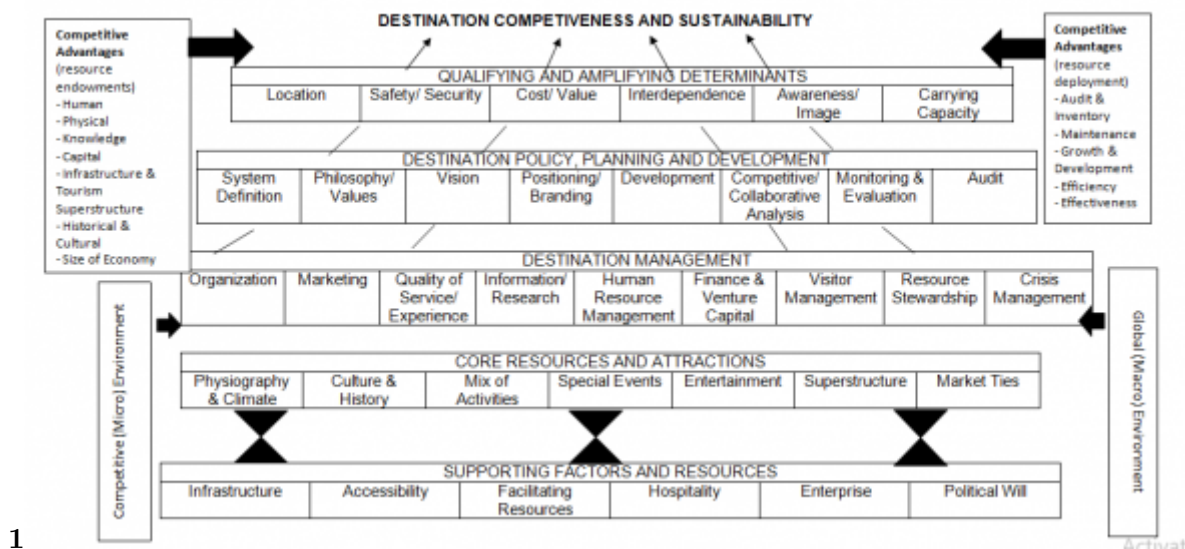 DESTINATION COMPETIVENESS AND SUSTAINABILITY
Competitive
Advantages
(resource
endowments)
- Human
- Physical
- Knowledge
- Capital
- Infrastructure &
Tourism
Superstructure
- Historical &
Cultural
- Size of Economy
Competitive
Advantages
(resource
deployment)
- Audit &
Inventory
- Maintenance
- Growth &
Development
- Efficiency
- Effectiveness
QUALIFYING AND AMPLIFYING DETERMINANTS
Location
Safety/ Security
Cost/ Value
Interdependence
Awareness/
Image
Carrying
Capacity
DESTINATION POLICY, PLANNING AND DEVELOPMENT
System
Definition
Philosophy/
Values
Vision
Positioning/
Branding
Development
Competitive/
Collaborative
Analysis
Monitoring &
Evaluation
Audit
DESTINATION MANAGEMENT
Organization
Marketing
Quality of
Service/
Experience
Information/
Research
Human
Resource
Management
Finance &
Venture
Capital
Visitor
Management
Resource
Stewardship
Crisis
Management
Competitive (Micro) Environment
Global (Macro) Environment
CORE RESOURCES AND ATTRACTIONS
Physiography
& Climate
Culture &
History
Mix of
Activities
Special Events
Entertainment
Superstructure
Market Ties
SUPPORTING FACTORS AND RESOURCES
Infrastructure
Accessibility
Facilitating
Resources
Hospitality
Enterprise
Political Will
1